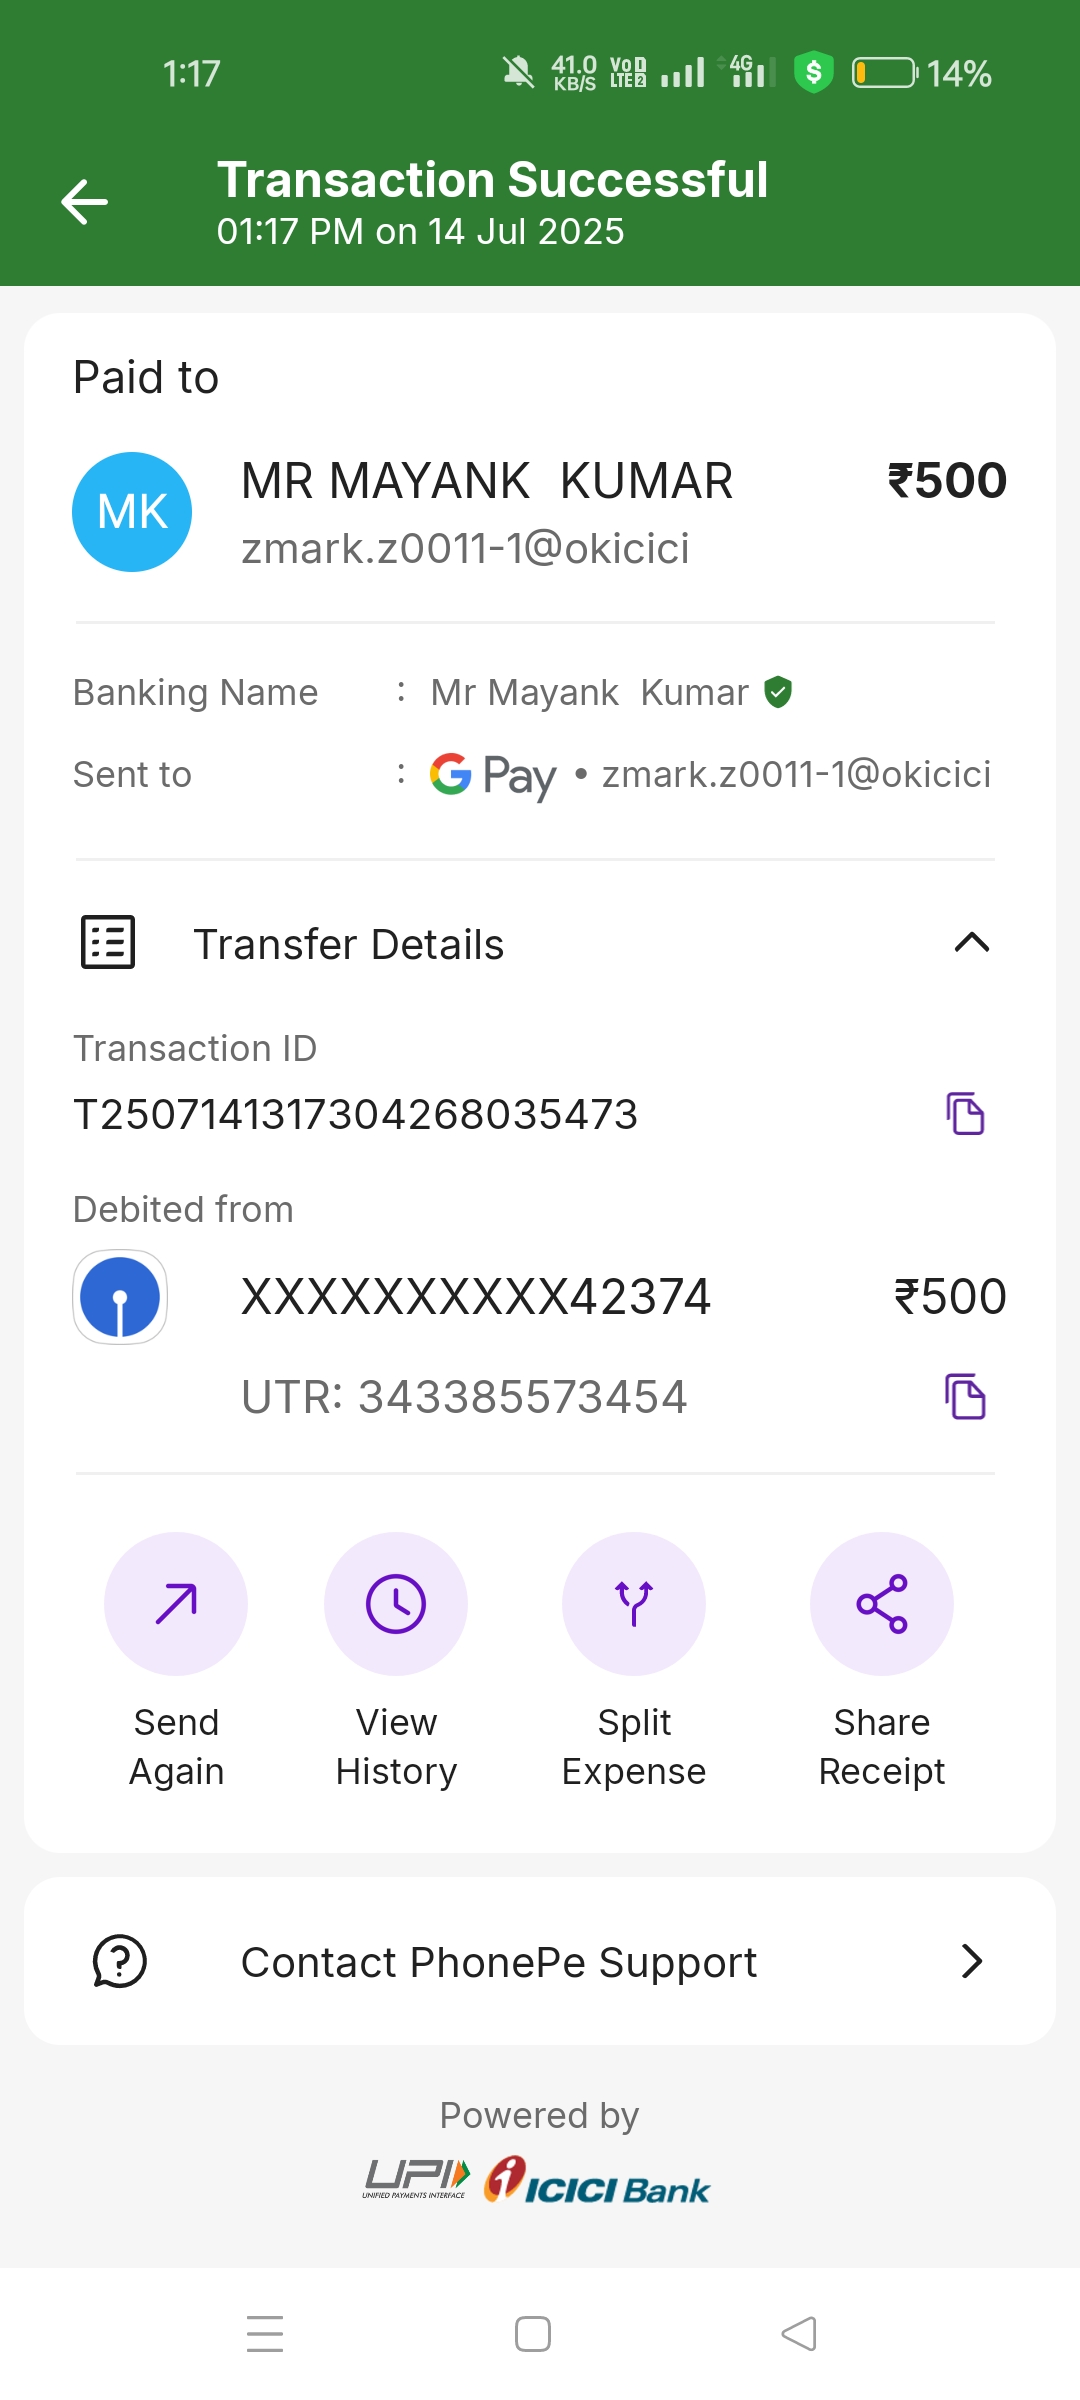 1:17
41.0 KB/S
VoLTE 1 2
4G
14%
Transaction Successful
01:17 PM on 14 Jul 2025
Paid to
MK
MR MAYANK  KUMAR ₹500
zmark.z0011-1@okicici
Banking Name : Mr Mayank  Kumar
Sent to : G Pay • zmark.z0011-1@okicici
Transfer Details
Transaction ID
T2507141317304268035473
Debited from
XXXXXXXXXX42374 ₹500
UTR: 343385573454
Send Again
View History
Split Expense
Share Receipt
Contact PhonePe Support
Powered by
UPI
UNIFIED PAYMENTS INTERFACE
ICICI Bank